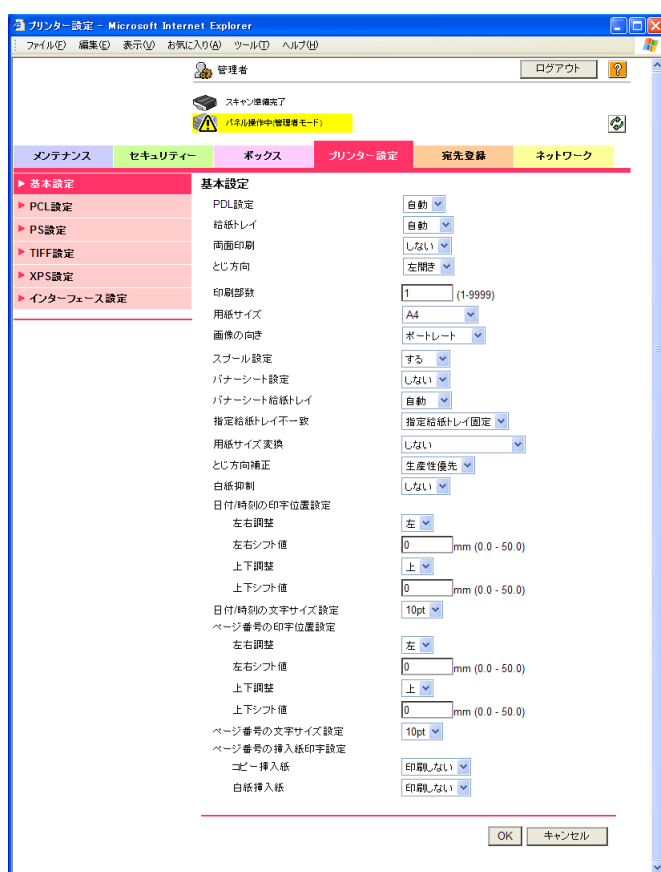 プリンター設定 - Microsoft Internet Explorer
ファイル(F) 編集(E) 表示(V) お気に入り(A) ツール(T) ヘルプ(H)
管理者 ログアウト ?
スキャン準備完了
パネル操作中(管理者モード)
メンテナンス セキュリティー ボックス プリンター設定 宛先登録 ネットワーク
基本設定
PCL設定
PS設定
TIFF設定
XPS設定
インターフェース設定
基本設定
PDL設定 自動
給紙トレイ 自動
両面印刷 しない
とじ方向 左開き
印刷部数 1 (1-9999)
用紙サイズ A4
画像の向き ポートレート
スプール設定 する
バナーシート設定 しない
バナーシート給紙トレイ 自動
指定給紙トレイ不一致 指定給紙トレイ固定
用紙サイズ変換 しない
とじ方向補正 生産性優先
白紙抑制 しない
日付/時刻の印字位置設定
左右調整 左
左右シフト値 0 mm (0.0 - 50.0)
上下調整 上
上下シフト値 0 mm (0.0 - 50.0)
日付/時刻の文字サイズ設定 10pt
ページ番号の印字位置設定
左右調整 左
左右シフト値 0 mm (0.0 - 50.0)
上下調整 上
上下シフト値 0 mm (0.0 - 50.0)
ページ番号の文字サイズ設定 10pt
ページ番号の挿入紙印字設定
コピー挿入紙 印刷しない
白紙挿入紙 印刷しない
OK キャンセル